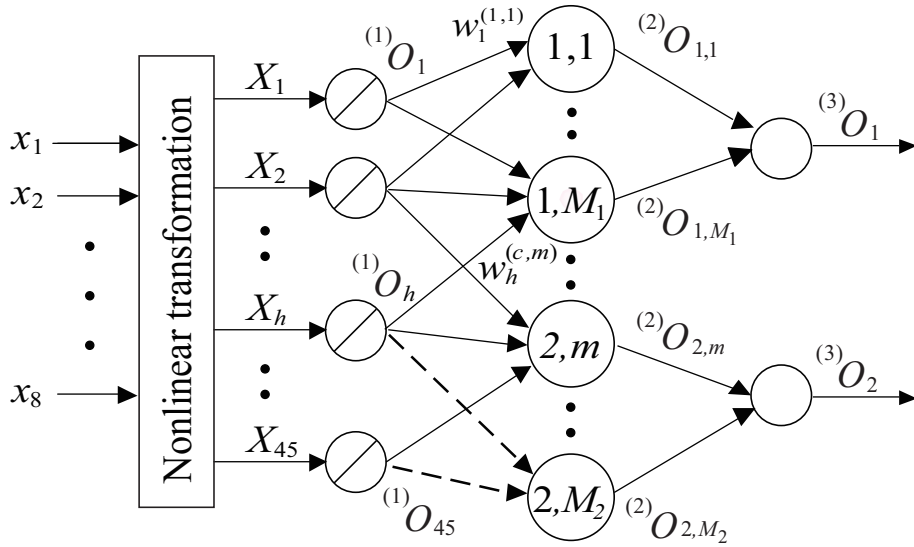 x₁
x₂
x₈
Nonlinear transformation
X₁
X₂
Xₕ
X₄₅
⁽¹⁾O₁
⁽¹⁾Oₕ
⁽¹⁾O₄₅
w₁⁽¹,¹⁾
wₕ⁽ᶜ,ᵐ⁾
1,1
1,M₁
2,m
2,M₂
⁽²⁾O₁,₁
⁽²⁾O₁,M₁
⁽²⁾O₂,m
⁽²⁾O₂,M₂
⁽³⁾O₁
⁽³⁾O₂